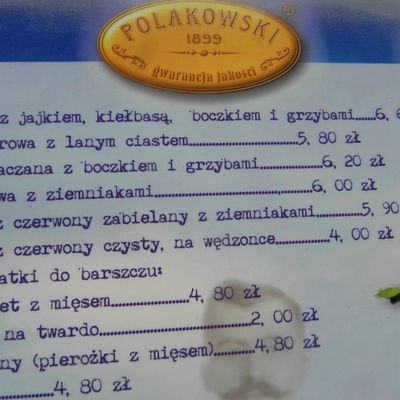 POLAKOWSKI ®
1899
gwarancja jakości
z jajkiem, kiełbasą, boczkiem i grzybami......6, 6
rowa z lanym ciastem........................5, 80 zł
aczana z boczkiem i grzybami..............6, 20 zł
wa z ziemniakami..................................6, 00 zł
z czerwony zabielany z ziemniakami..........5, 90
z czerwony czysty, na wędzonce............4, 00 zł
atki do barszczu:
et z mięsem..................4, 80 zł
na twardo.................................2, 00 zł
ny (pierożki z mięsem).........4, 80 zł
............4, 80 zł